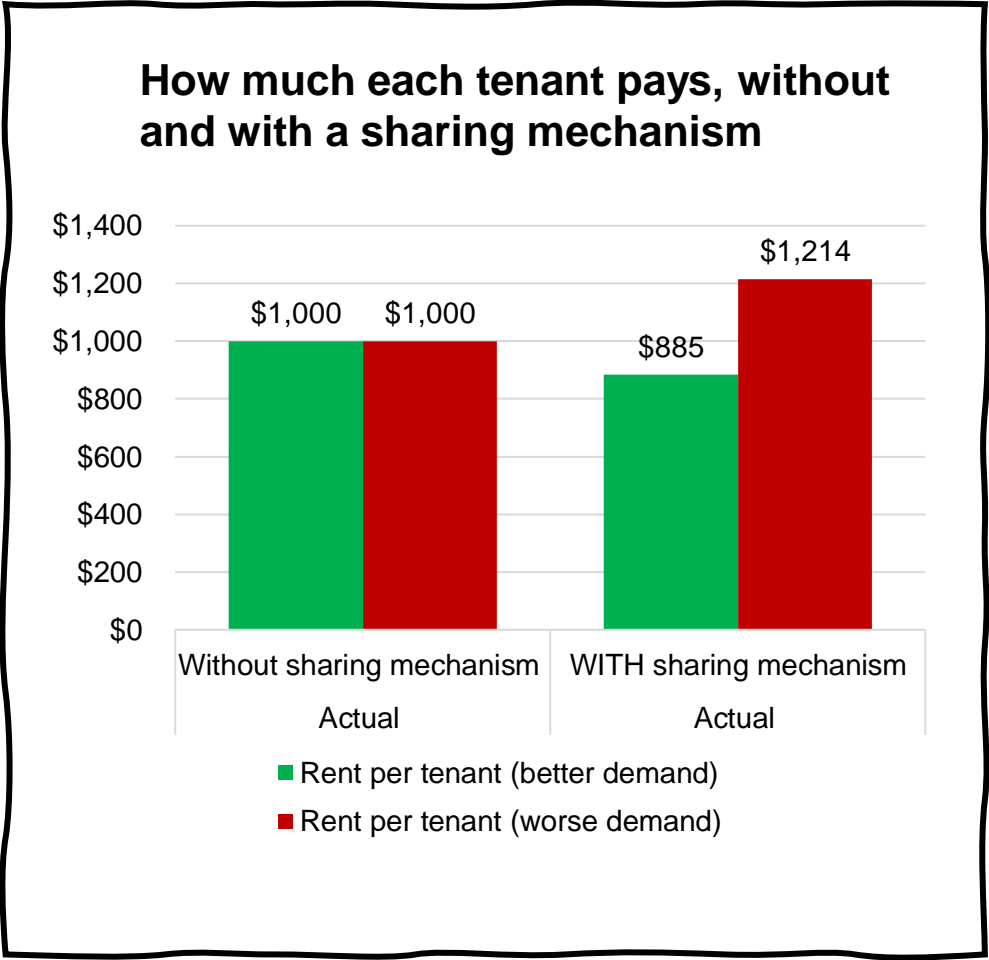 How much each tenant pays, without
and with a sharing mechanism
$1,400
$1,200
$1,000
$800
$600
$400
$200
$0
$1,000
$1,000
$885
$1,214
Without sharing mechanism
WITH sharing mechanism
Actual
Actual
Rent per tenant (better demand)
Rent per tenant (worse demand)